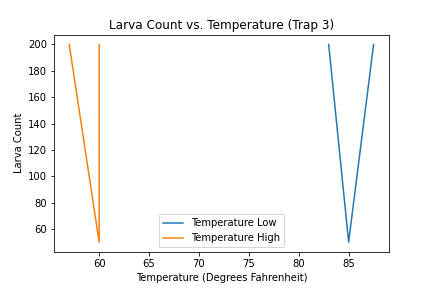 Larva Count vs. Temperature (Trap 3)
200
180
160
140
120
100
80
60
Larva Count
Temperature Low
Temperature High
60
65
70
75
80
85
Temperature (Degrees Fahrenheit)